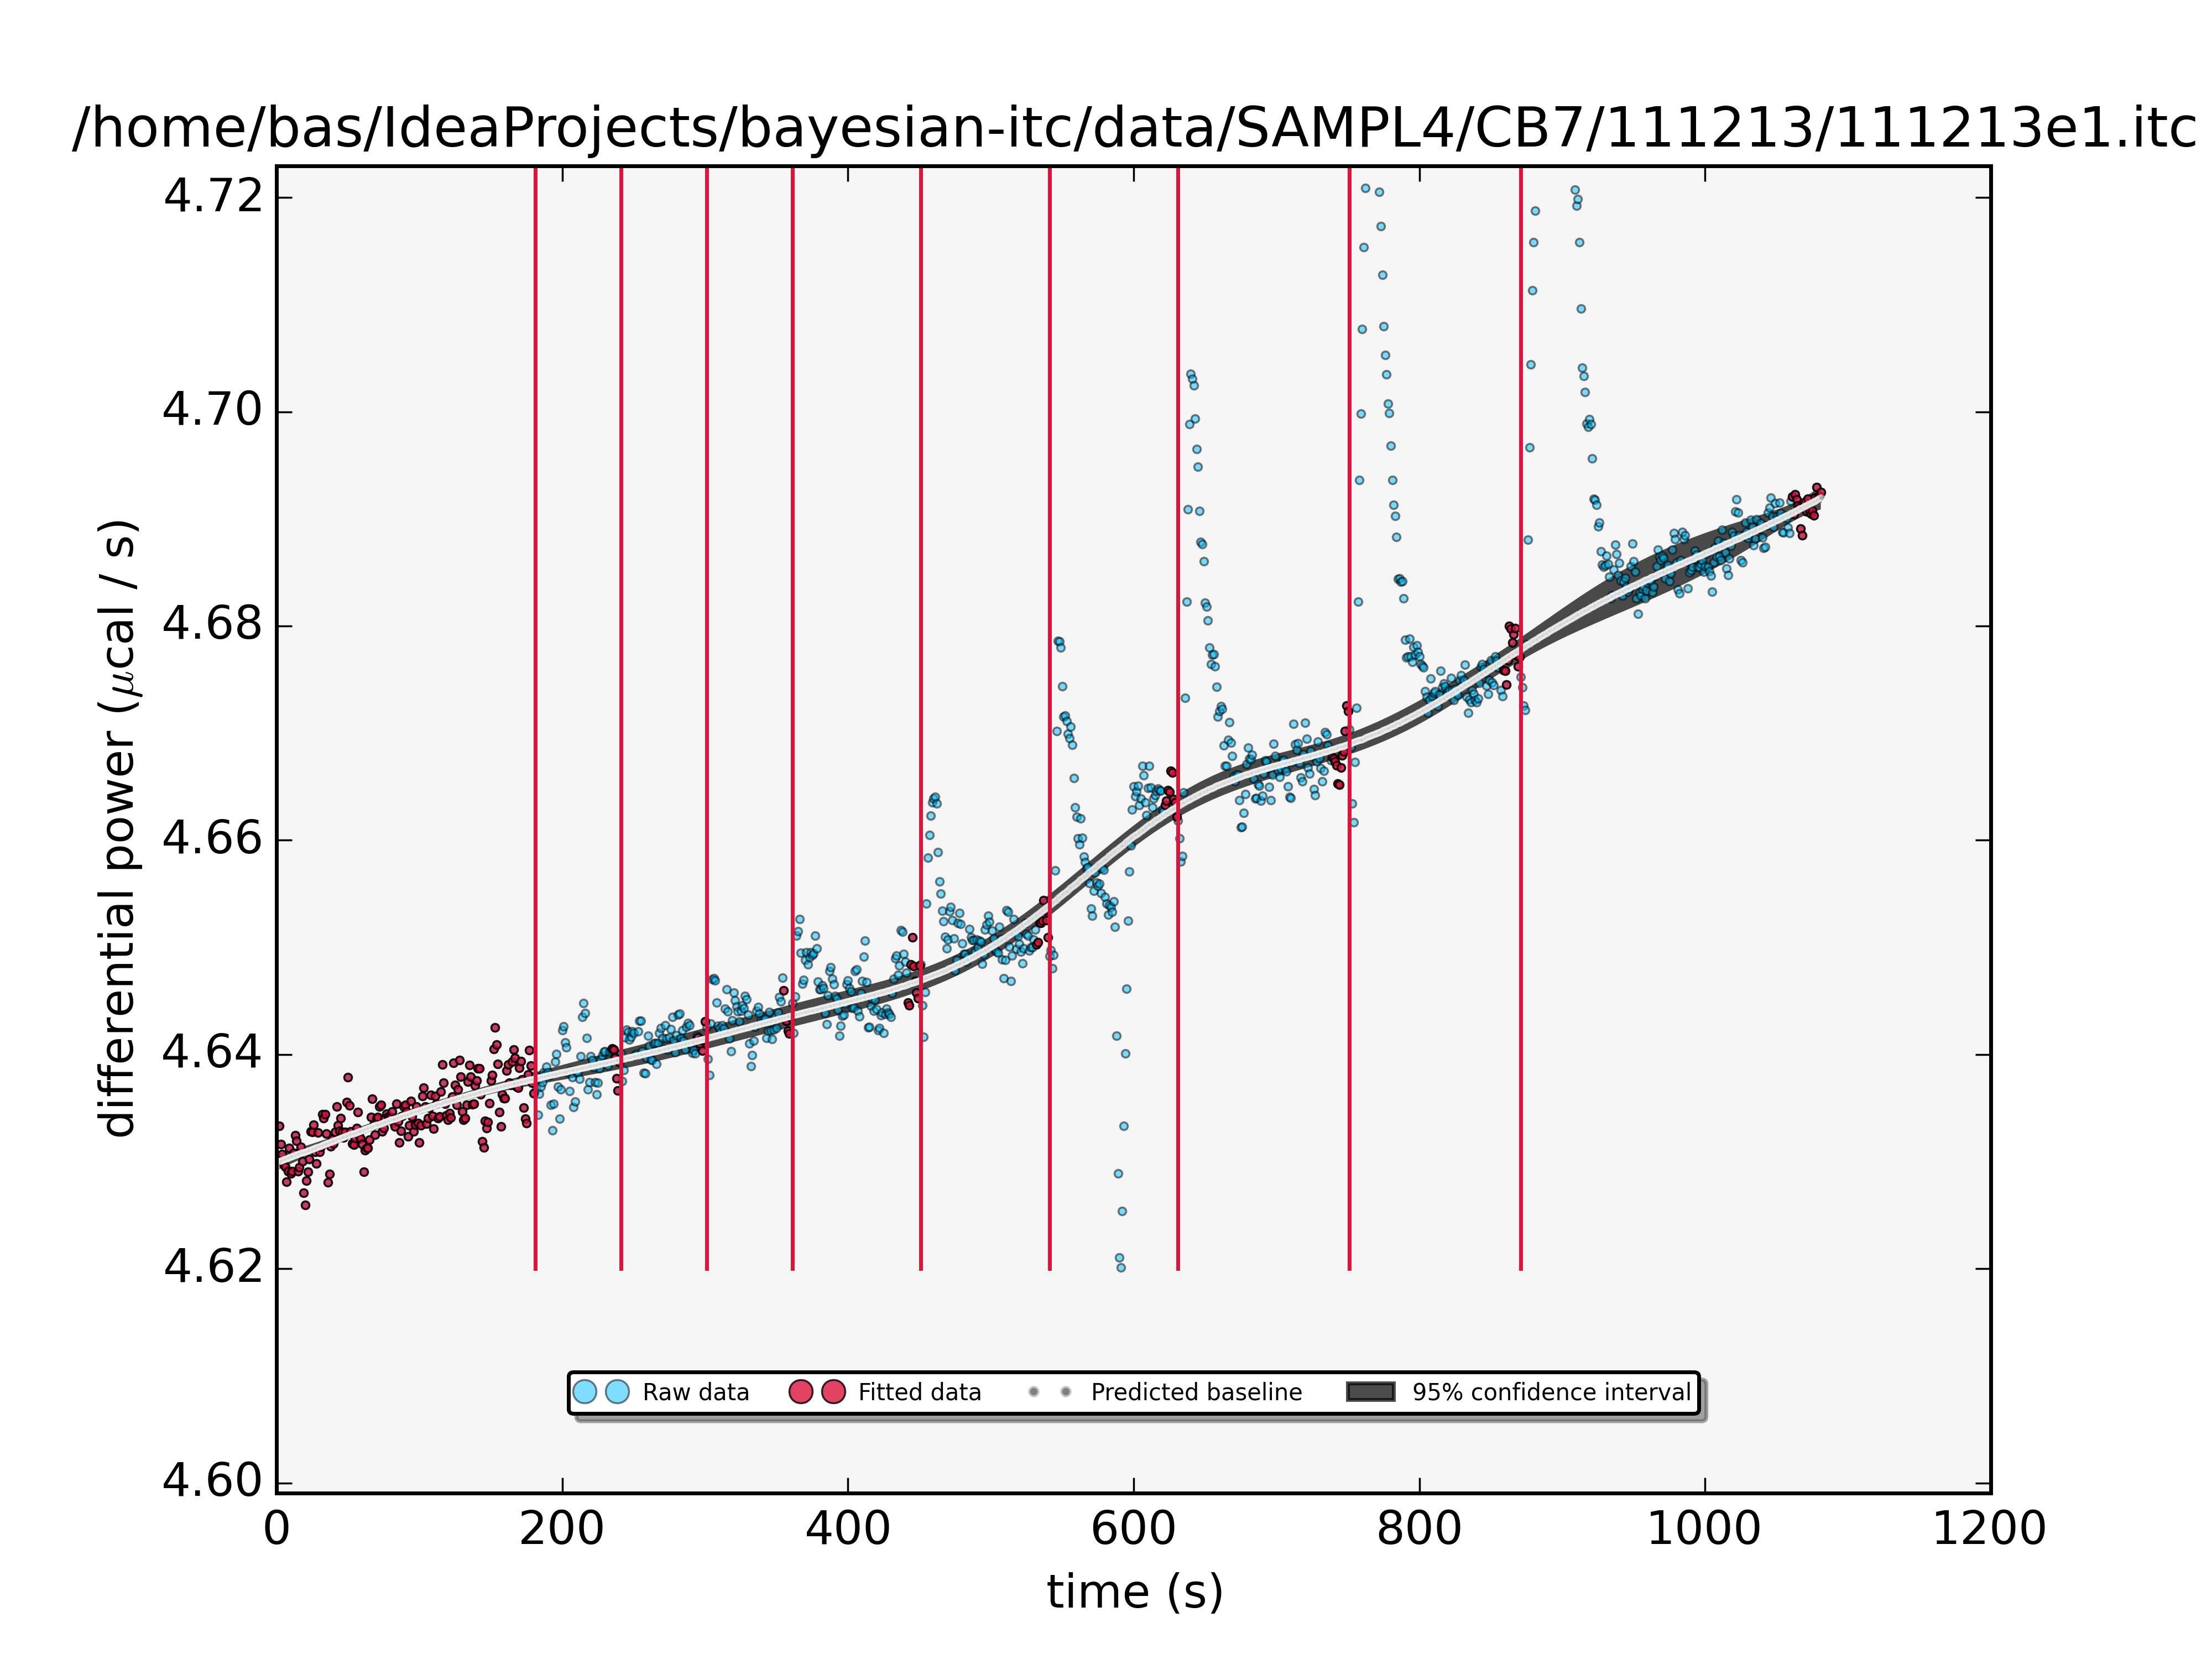 /home/bas/IdeaProjects/bayesian-itc/data/SAMPL4/CB7/111213/111213e1.itc
differential power (μcal / s)
4.72
4.70
4.68
4.66
4.64
4.62
4.60
Raw data Fitted data Predicted baseline 95% confidence interval
0 200 400 600 800 1000 1200
time (s)